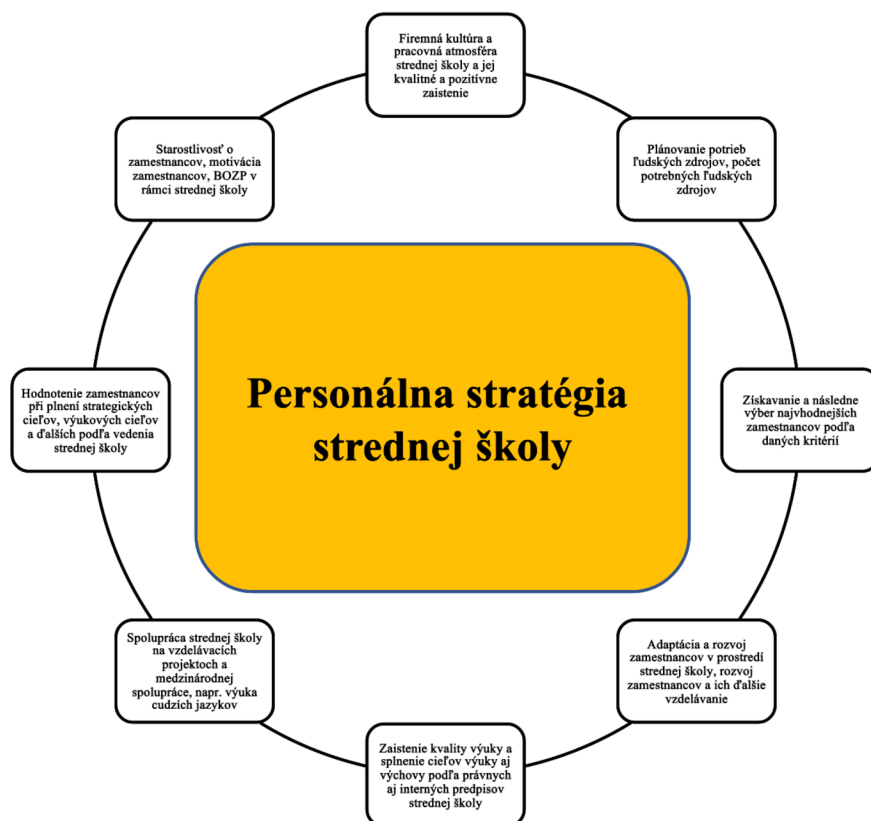 Firemná kultúra a
pracovná atmosféra
strednej školy a jej
kvalitné a pozitívne
zaistenie
Plánovanie potrieb
ľudských zdrojov, počet
potrebných ľudských
zdrojov
Získavanie a následne
výber najvhodnejších
zamestnancov podľa
daných kritérií
Adaptácia a rozvoj
zamestnancov v prostredí
strednej školy, rozvoj
zamestnancov a ich ďalšie
vzdelávanie
Zaistenie kvality výuky a
splnenie cieľov výuky aj
výchovy podľa právnych
aj interných predpisov
strednej školy
Spolupráca strednej školy
na vzdelávacích
projektoch a
medzinárodnej
spolupráce, napr. výuka
cudzích jazykov
Hodnotenie zamestnancov
při plnení strategických
cieľov, výukových cieľov
a ďalších podľa vedenia
strednej školy
Starostlivosť o
zamestnancov, motivácia
zamestnancov, BOZP v
rámci strednej školy
Personálna stratégia
strednej školy